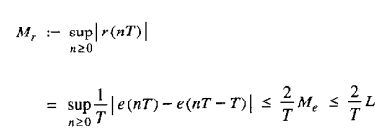 M_r := sup_{n≥0} | r(nT) |
= sup_{n≥0} 1/T | e(nT) − e(nT − T) | ≤ 2/T M_e ≤ 2/T L